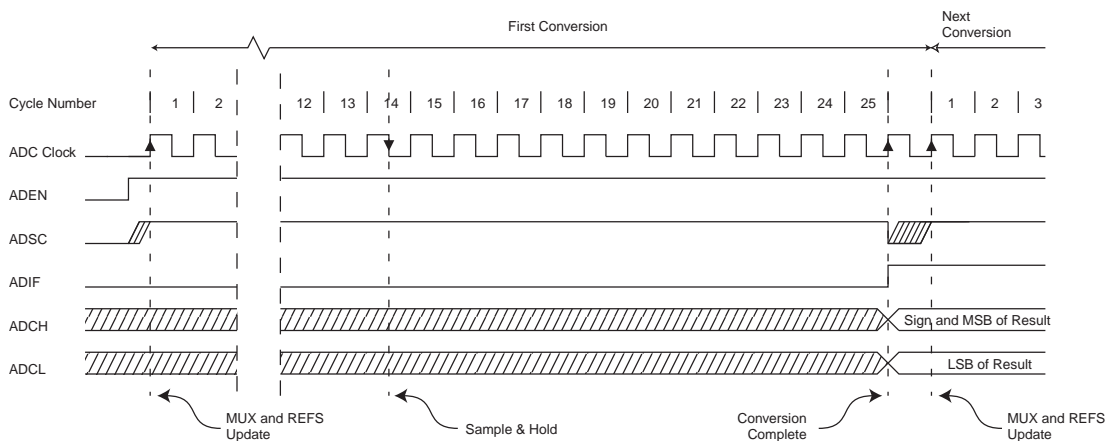 First Conversion
Next
Conversion
Cycle Number 1 2 12 13 14 15 16 17 18 19 20 21 22 23 24 25 1 2 3
ADC Clock
ADEN
ADSC
ADIF
ADCH Sign and MSB of Result
ADCL LSB of Result
MUX and REFS
Update
Sample & Hold
Conversion
Complete
MUX and REFS
Update